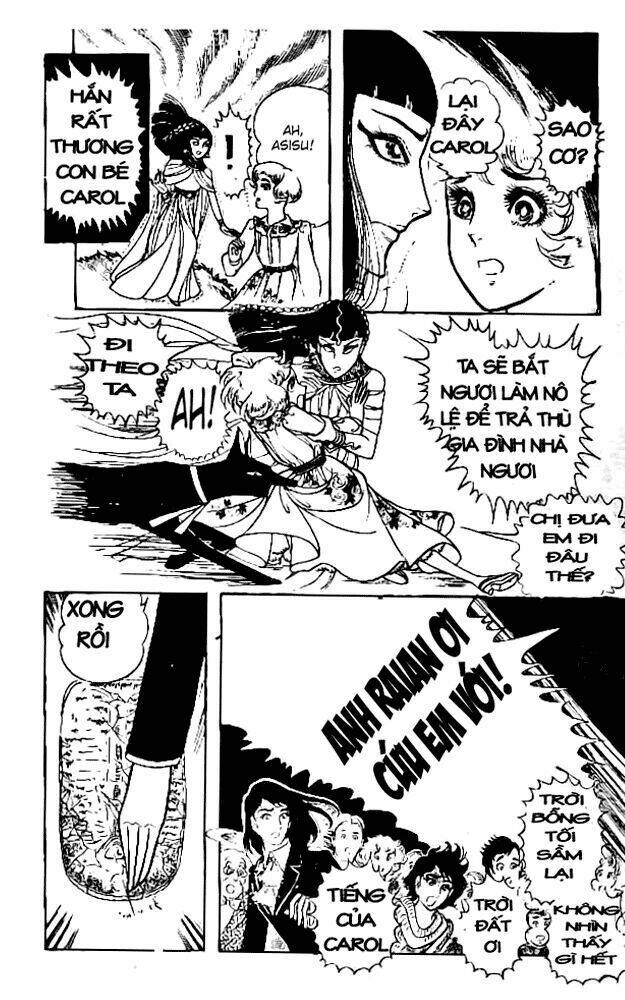 HẮN
RẤT
THƯƠNG
CON BÉ
CAROL
!
AH,
ASISU!
LẠI
ĐÂY
CAROL
SAO
CƠ?
ĐI
THEO
TA
AH!
TA SẼ BẮT
NGƯƠI LÀM NÔ
LỆ ĐỂ TRẢ THÙ
GIA ĐÌNH NHÀ
NGƯƠI
CHỊ ĐƯA
EM ĐI
ĐÂU
THẾ?
XONG
RỒI
ANH RAIAN ƠI
CỨU EM VỚI!
TIẾNG
CỦA
CAROL
TRỜI
ĐẤT
ƠI
TRỜI
BỖNG
TỐI
SẦM
LẠI
KHÔNG
NHÌN
THẤY
GÌ HẾT